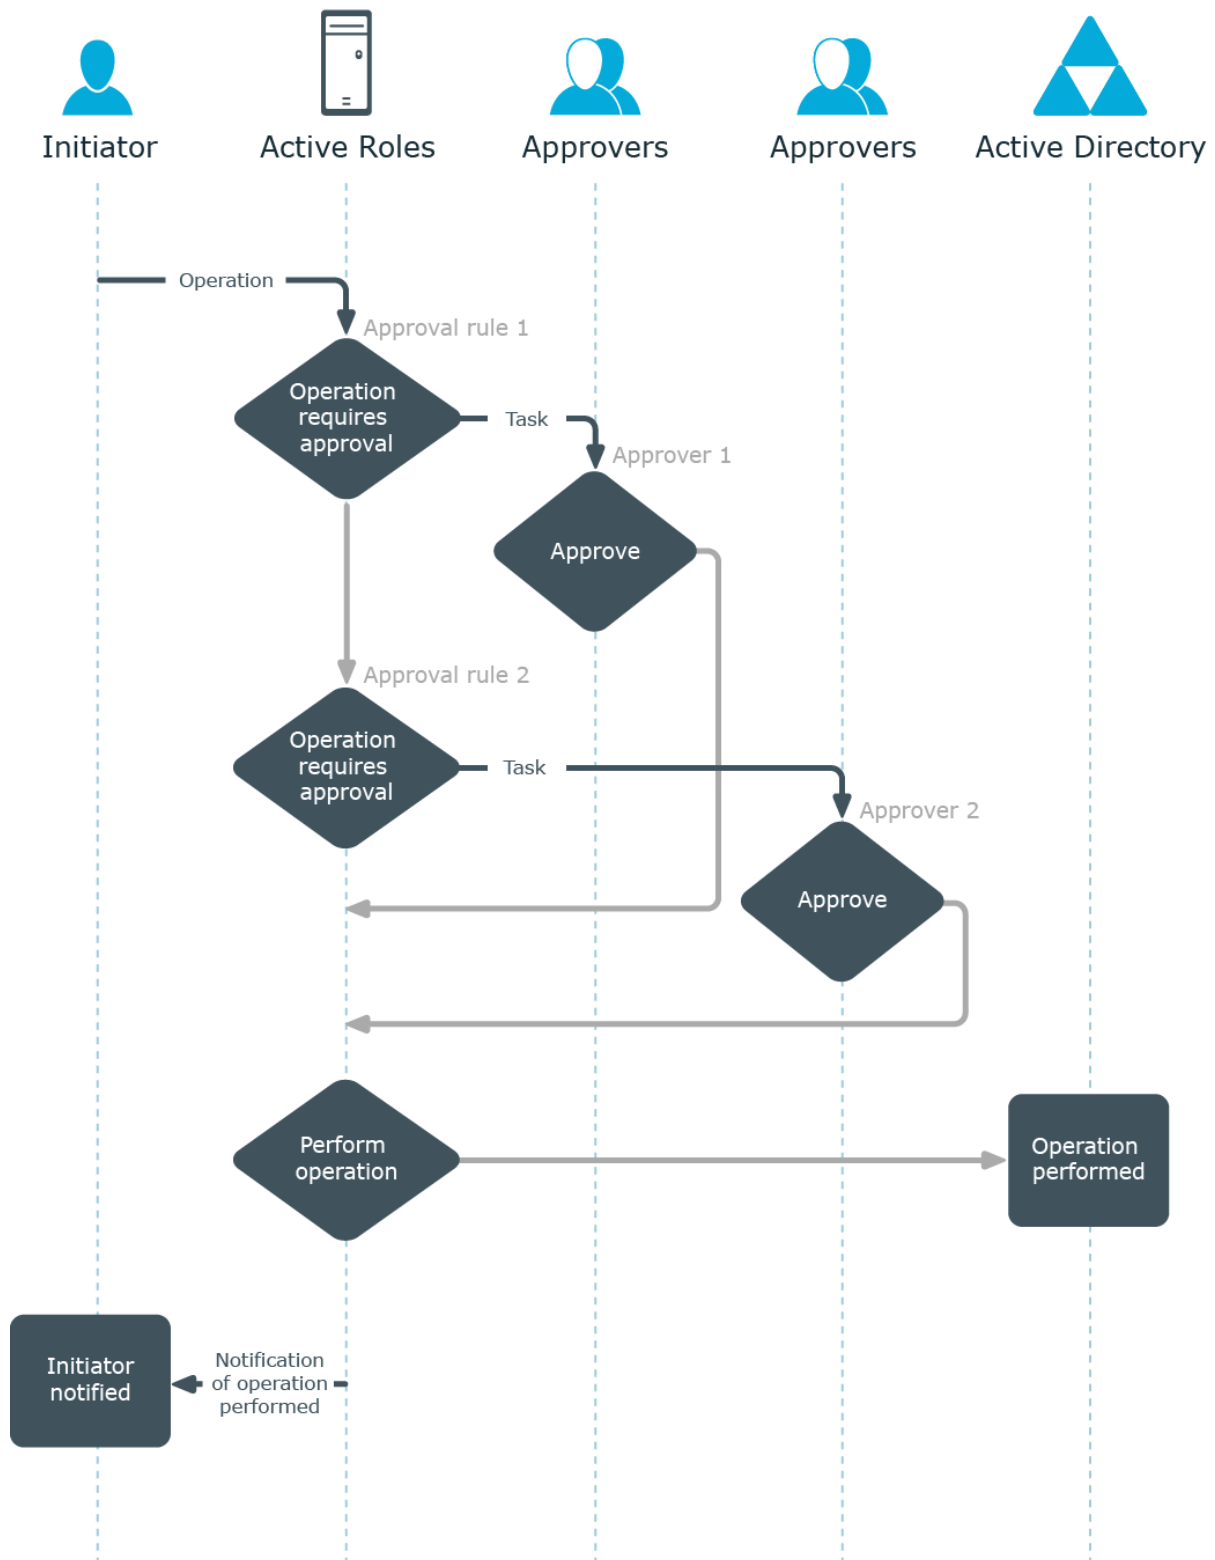 Initiator
Active Roles
Approvers
Approvers
Active Directory
Operation
Approval rule 1
Operation
requires
approval
Task
Approver 1
Approve
Approval rule 2
Operation
requires
approval
Task
Approver 2
Approve
Perform
operation
Operation
performed
Initiator
notified
Notification
of operation
performed